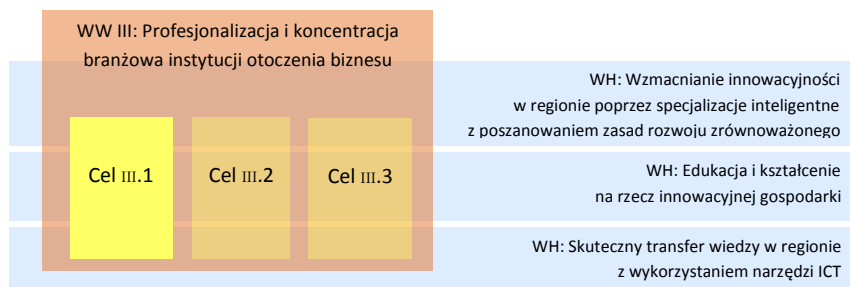 WW III: Profesjonalizacja i koncentracja
branżowa instytucji otoczenia biznesu
WH: Wzmacnianie innowacyjności
w regionie poprzez specjalizacje inteligentne
z poszanowaniem zasad rozwoju zrównoważonego
Cel III.1
Cel III.2
Cel III.3
WH: Edukacja i kształcenie
na rzecz innowacyjnej gospodarki
WH: Skuteczny transfer wiedzy w regionie
z wykorzystaniem narzędzi ICT